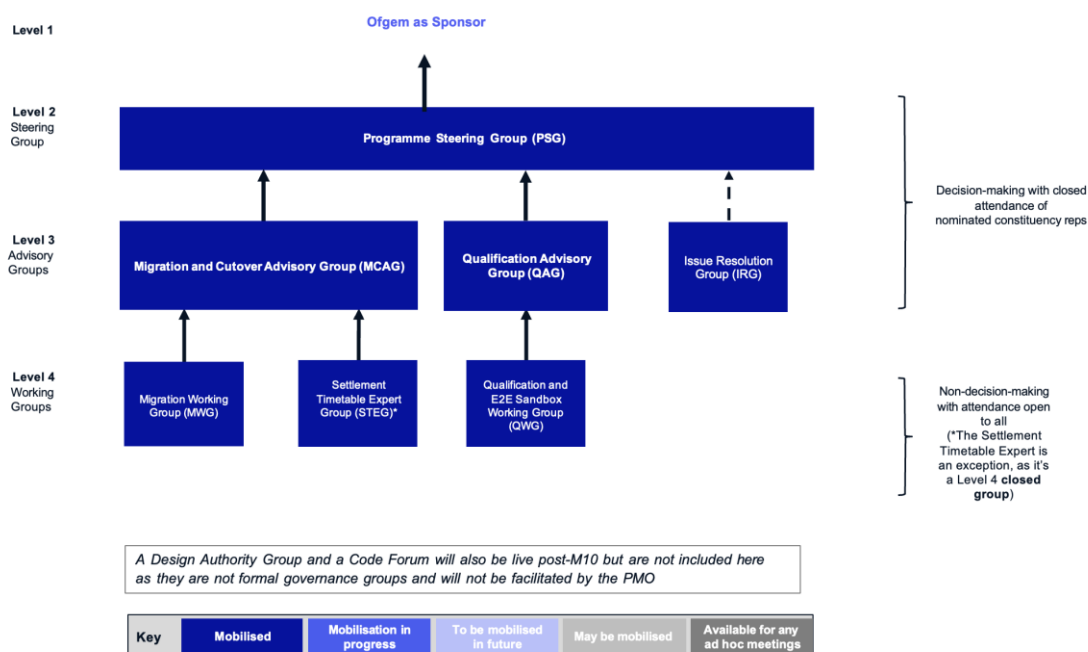 Level 1
Ofgem as Sponsor
Level 2
Steering
Group
Programme Steering Group (PSG)
Decision-making with closed
attendance of
nominated constituency reps
Level 3
Advisory
Groups
Migration and Cutover Advisory Group (MCAG)
Qualification Advisory
Group (QAG)
Issue Resolution
Group (IRG)
Level 4
Working
Groups
Migration Working
Group (MWG)
Settlement
Timetable Expert
Group (STEG)*
Qualification and
E2E Sandbox
Working Group
(QWG)
Non-decision-making
with attendance open
to all
(*The Settlement
Timetable Expert is
an exception, as it's
a Level 4 closed
group)
A Design Authority Group and a Code Forum will also be live post-M10 but are not included here
as they are not formal governance groups and will not be facilitated by the PMO
Key
Mobilised
Mobilisation in
progress
To be mobilised
in future
May be mobilised
Available for any
ad hoc meetings